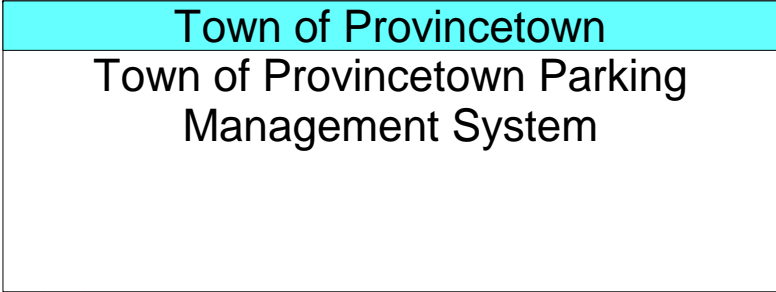 Town of Provincetown
Town of Provincetown Parking
Management System